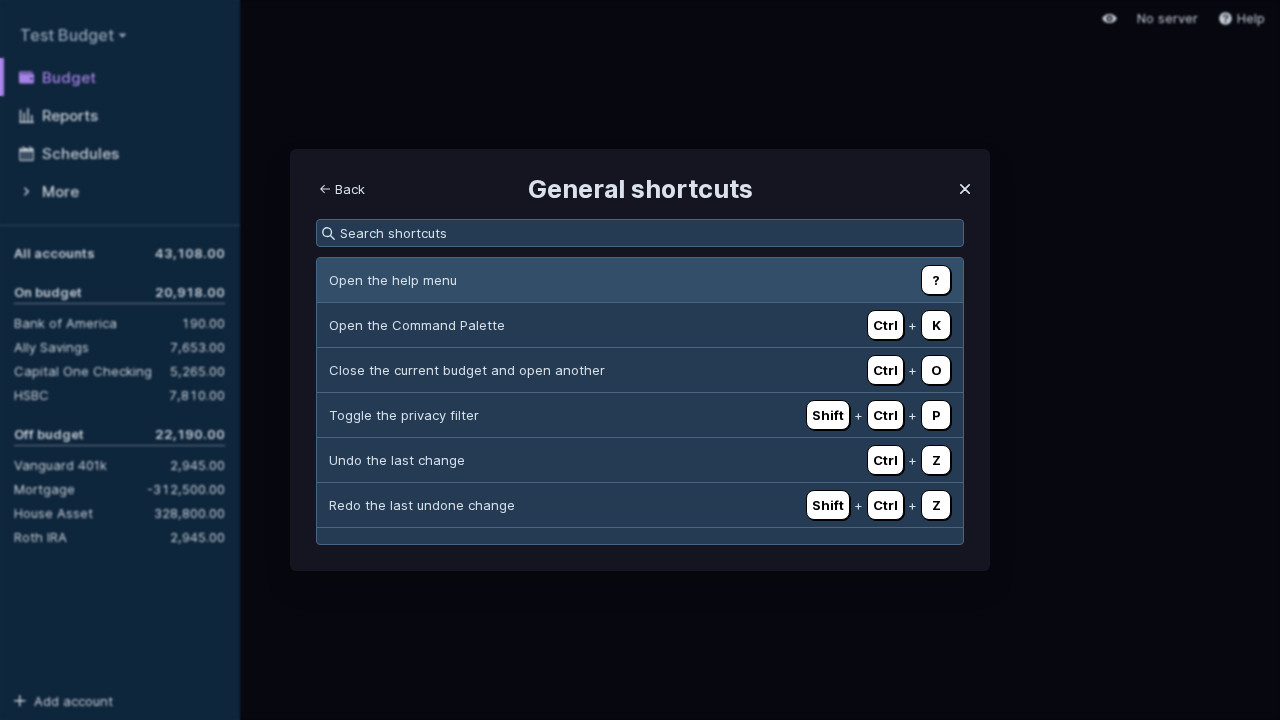 Test Budget
Budget
Reports
Schedules
More
All accounts 43,108.00
On budget 20,918.00
Bank of America 190.00
Ally Savings 7,653.00
Capital One Checking 5,265.00
HSBC 7,810.00
Off budget 22,190.00
Vanguard 401k 2,945.00
Mortgage -312,500.00
House Asset 328,800.00
Roth IRA 2,945.00
Add account
No server
Help
Back
General shortcuts
Search shortcuts
Open the help menu ?
Open the Command Palette Ctrl + K
Close the current budget and open another Ctrl + O
Toggle the privacy filter Shift + Ctrl + P
Undo the last change Ctrl + Z
Redo the last undone change Shift + Ctrl + Z